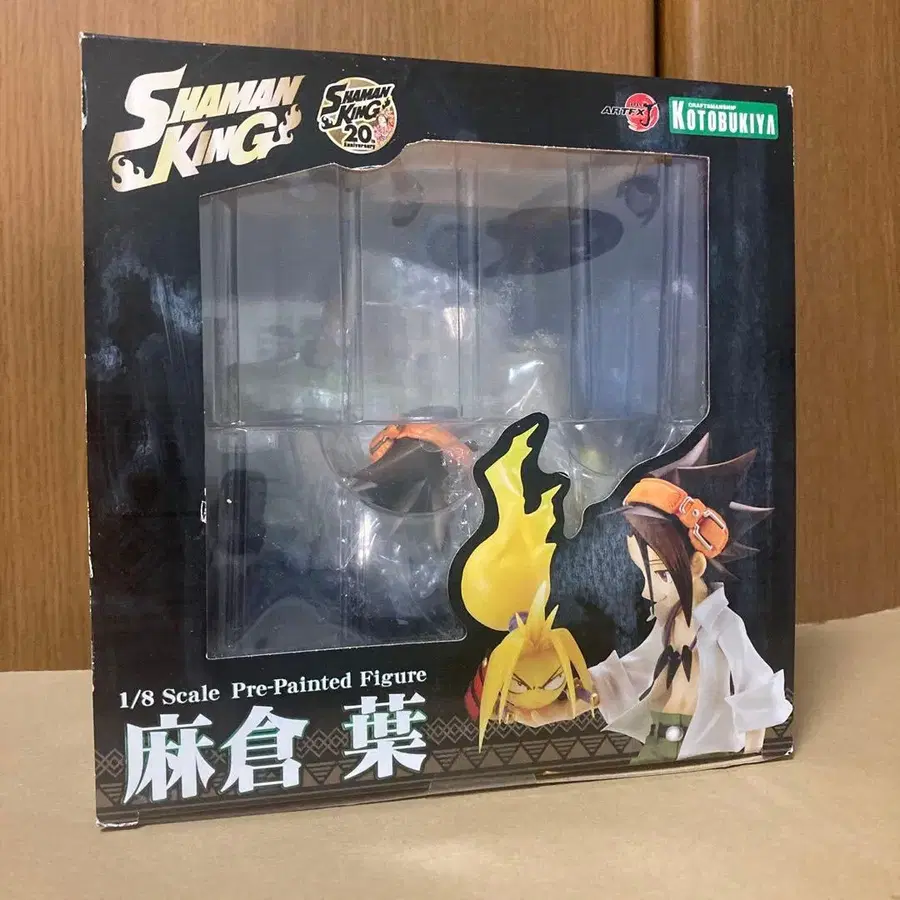 SHAMAN
KING
SHAMAN
KING
20
Anniversary
ARTFX J
CRAFTSMANSHIP
KOTOBUKIYA
1/8 Scale Pre-Painted Figure
麻倉 葉